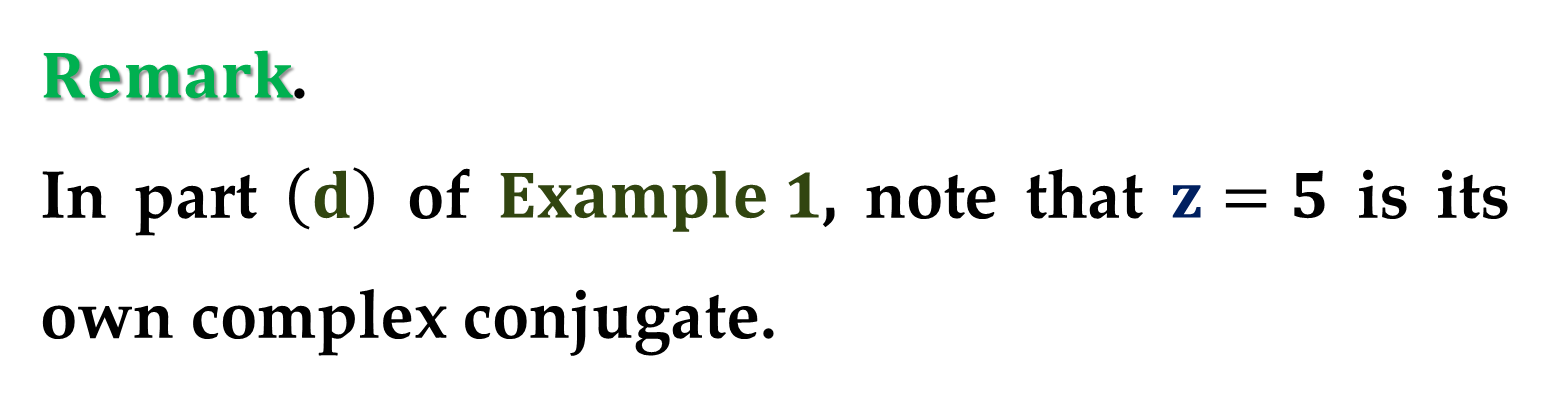 Remark.
In part (d) of Example 1, note that z = 5 is its
own complex conjugate.